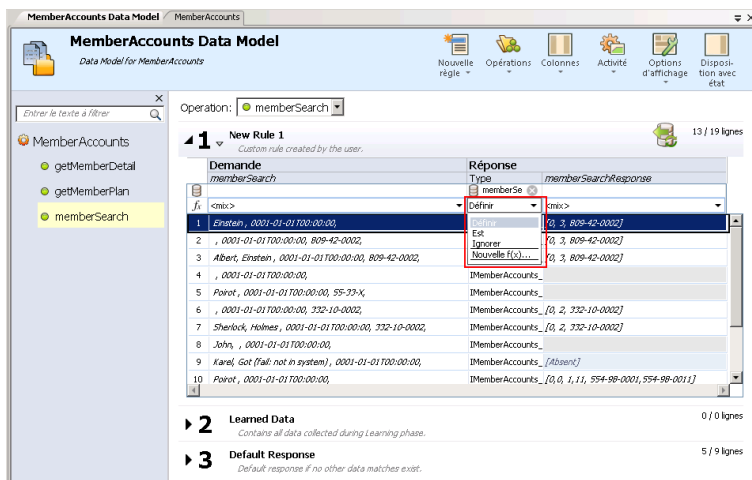 MemberAccounts Data Model
MemberAccounts
MemberAccounts Data Model
Data Model for MemberAccounts
Nouvelle règle
Opérations
Colonnes
Activité
Options d'affichage
Disposi-tion avec état
Entrer le texte à filtrer
MemberAccounts
getMemberDetail
getMemberPlan
memberSearch
Operation: memberSearch
1 New Rule 1
Custom rule created by the user.
13 / 19 lignes
Demande
Réponse
memberSearch
Type
memberSearchResponse
memberSe
fx <mix> Définir <mix>
Définir
Est
Ignorer
Nouvelle f(x)...
1 Einstein , 0001-01-01T00:00:00, [0, 3, 809-42-0002]
2 , 0001-01-01T00:00:00, 809-42-0002, [0, 3, 809-42-0002]
3 Albert, Einstein , 0001-01-01T00:00:00, 809-42-0002, [0, 3, 809-42-0002]
4 , 0001-01-01T00:00:00, IMemberAccounts_
5 Poirot , 0001-01-01T00:00:00, 55-33-X, IMemberAccounts_
6 , 0001-01-01T00:00:00, 332-10-0002, IMemberAccounts_ [0, 2, 332-10-0002]
7 Sherlock, Holmes , 0001-01-01T00:00:00, 332-10-0002, IMemberAccounts_ [0, 2, 332-10-0002]
8 John, , 0001-01-01T00:00:00, IMemberAccounts_
9 Karel, Got (fail: not in system) , 0001-01-01T00:00:00, IMemberAccounts_ [Absent]
10 Poirot , 0001-01-01T00:00:00, IMemberAccounts_ [0,0, 1,11, 554-98-0001,554-98-0011]
2 Learned Data
Contains all data collected during Learning phase.
0 / 0 lignes
3 Default Response
Default response if no other data matches exist.
5 / 9 lignes